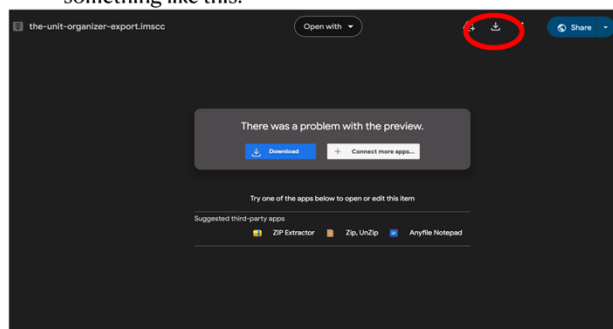 something like this:
the-unit-organizer-export.imscc
Open with
Share
There was a problem with the preview.
Download
Connect more apps...
Try one of the apps below to open or edit this item
Suggested third-party apps
ZIP Extractor
Zip, UnZip
Anyfile Notepad